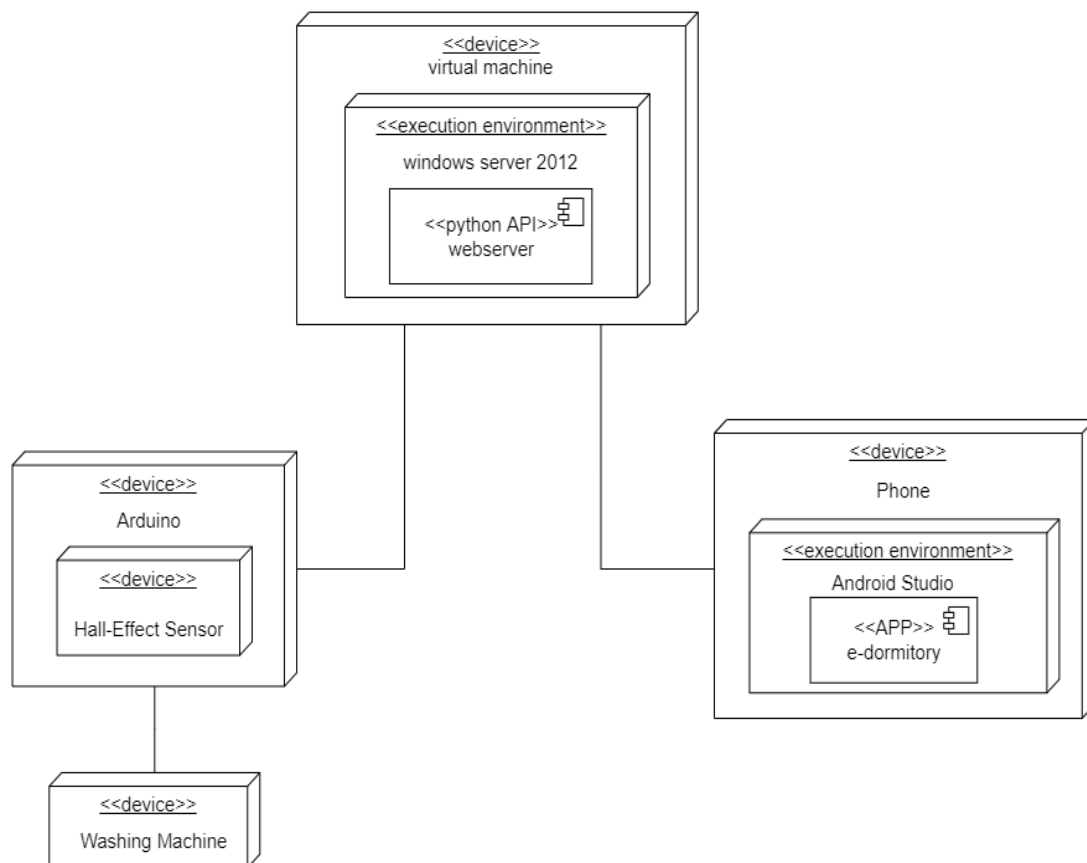 <<device>>
virtual machine
<<execution environment>>
windows server 2012
<<python API>>
webserver
<<device>>
Arduino
<<device>>
Hall-Effect Sensor
<<device>>
Washing Machine
<<device>>
Phone
<<execution environment>>
Android Studio
<<APP>>
e-dormitory